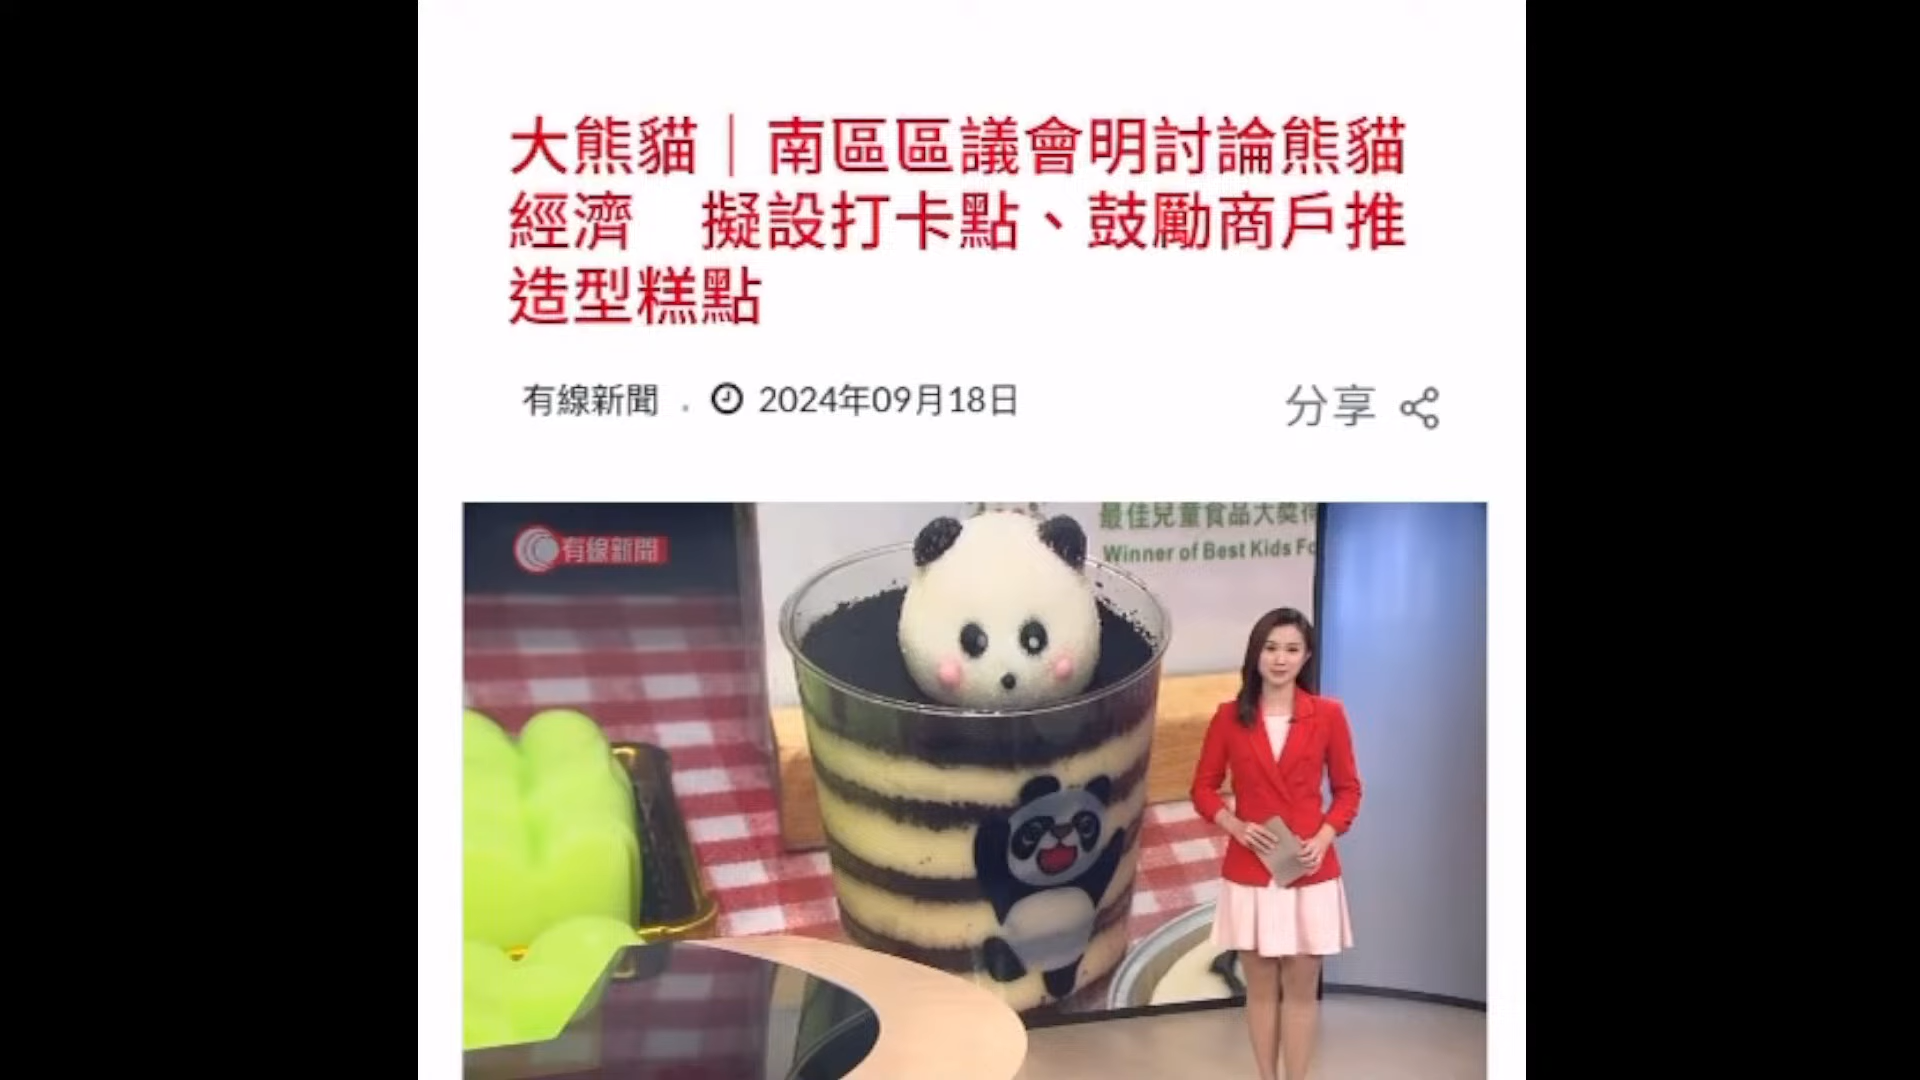 大熊貓｜南區區議會明討論熊貓
經濟　擬設打卡點、鼓勵商戶推
造型糕點
有線新聞 . 2024年09月18日
分享
有線新聞
最佳兒童食品大獎
Winner of Best Kids